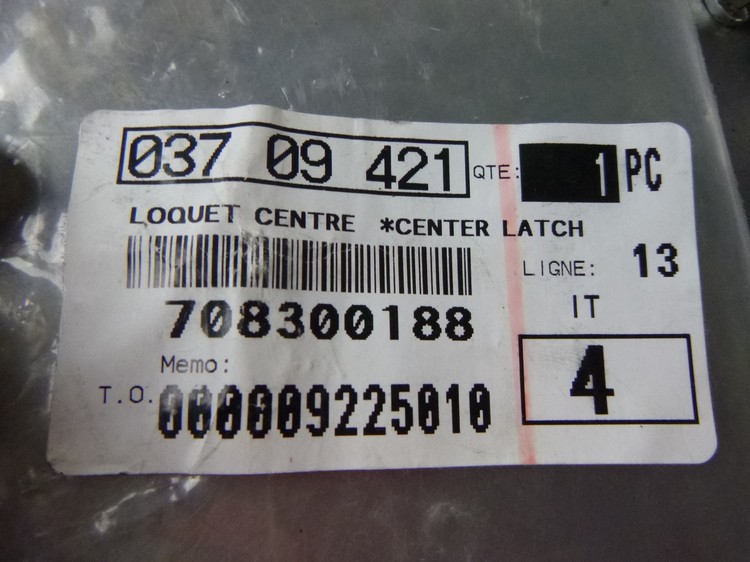 037 09 421 QTE: 1 PC
LOQUET CENTRE *CENTER LATCH
LIGNE: 13
708300188
IT
Memo:
4
T.O. 000009225010